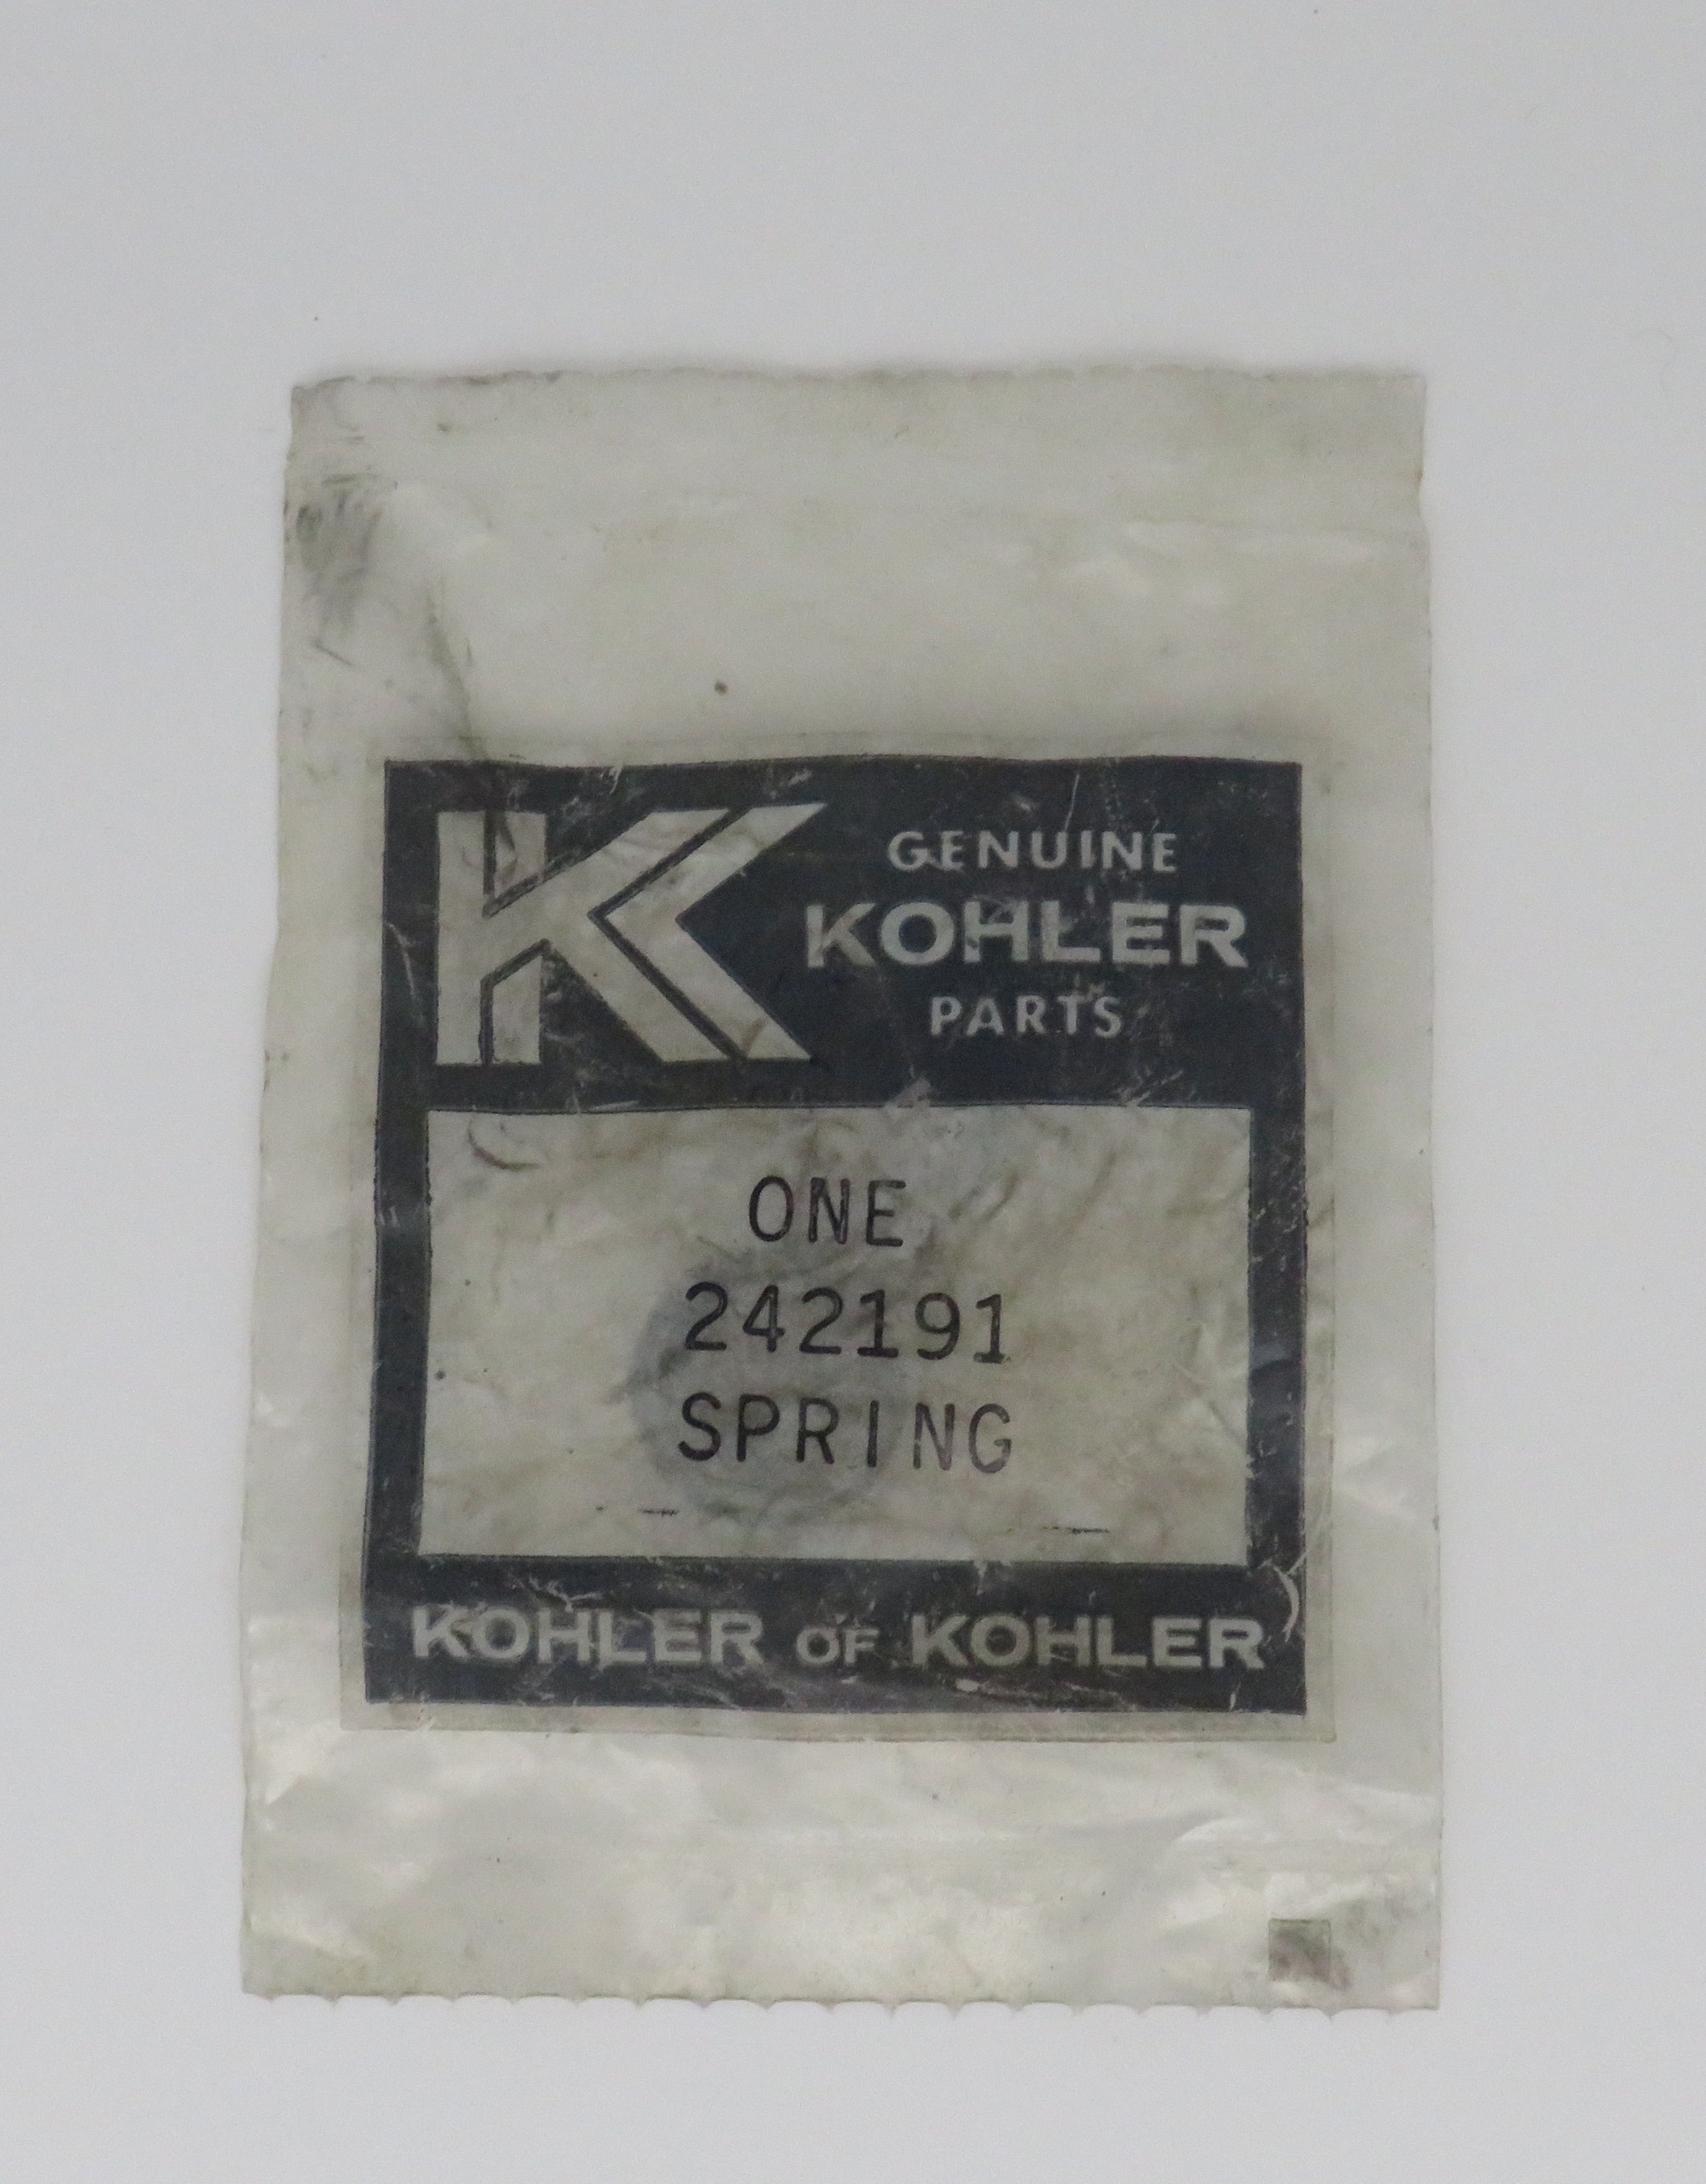 K
GENUINE
KOHLER
PARTS
ONE
242191
SPRING
KOHLER OF KOHLER